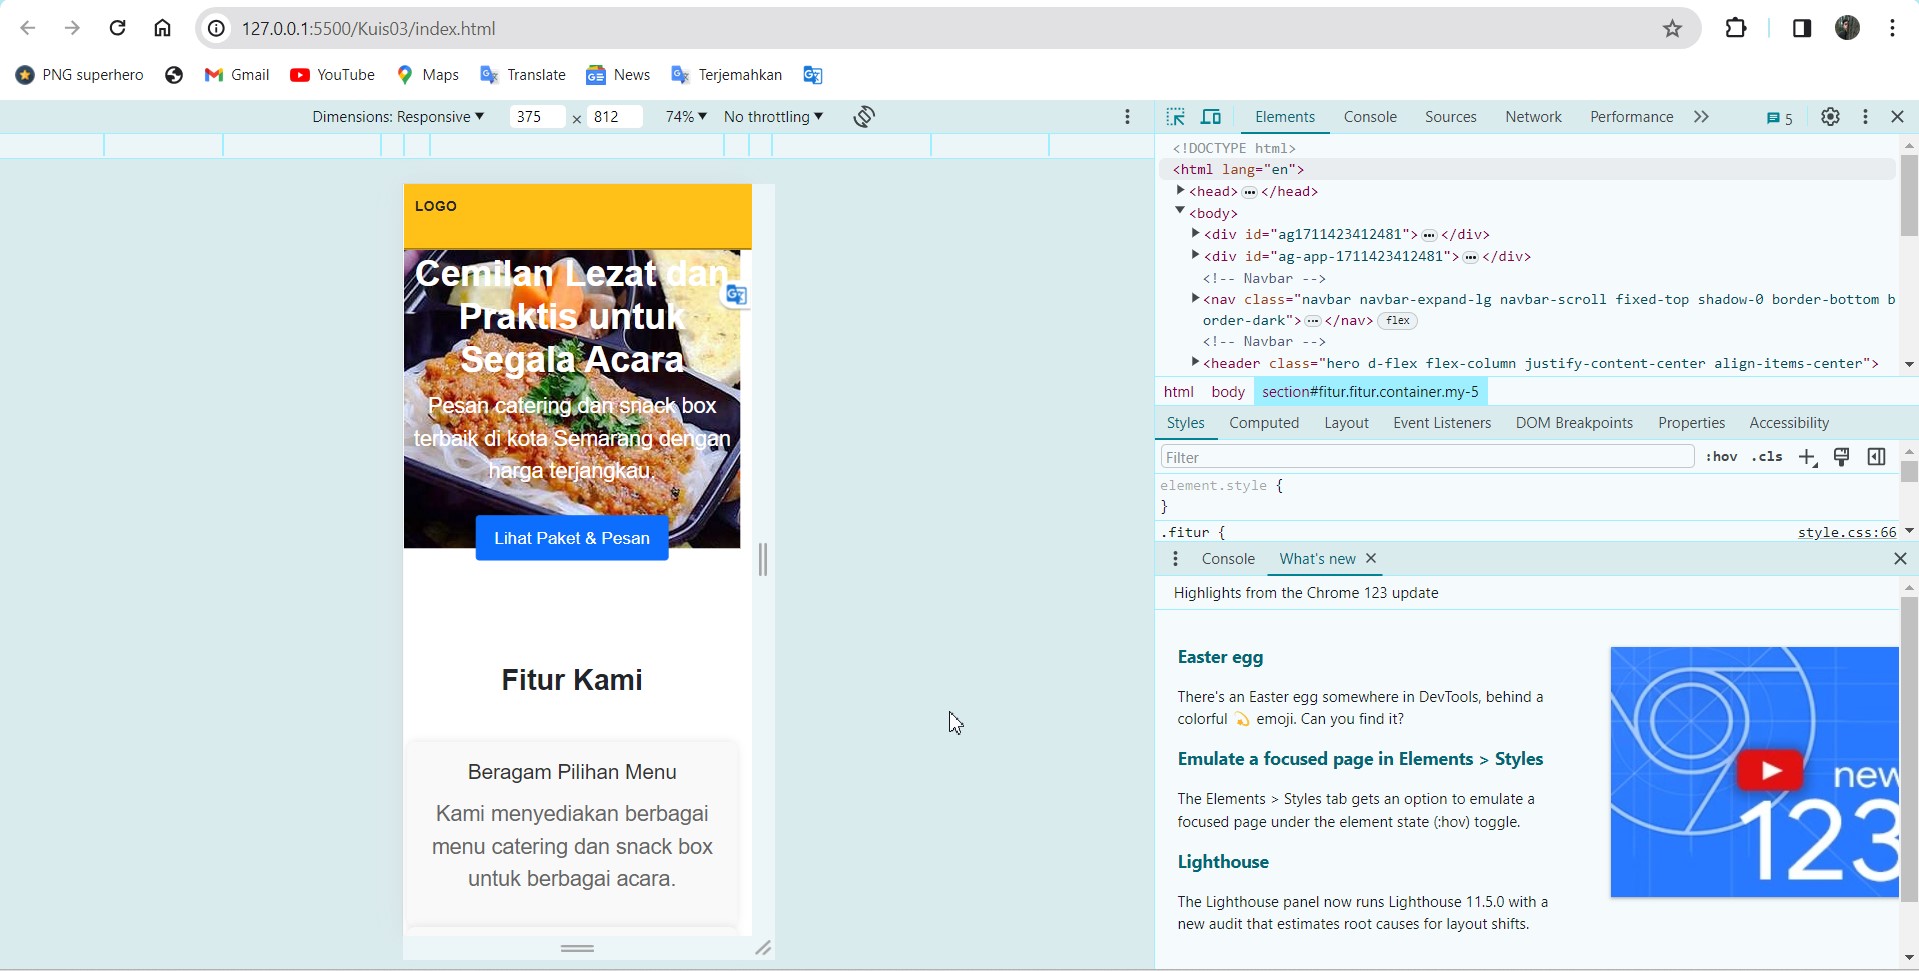 127.0.0.1:5500/Kuis03/index.html
PNG superhero Gmail YouTube Maps Translate News Terjemahkan
Dimensions: Responsive 375 × 812 74% No throttling
Elements Console Sources Network Performance 5
<!DOCTYPE html>
<html lang="en">
<head> ••• </head>
<body>
<div id="ag1711423412481"> ••• </div>
<div id="ag-app-1711423412481"> ••• </div>
<!-- Navbar -->
<nav class="navbar navbar-expand-lg navbar-scroll fixed-top shadow-0 border-bottom b
order-dark"> ••• </nav> flex
<!-- Navbar -->
<header class="hero d-flex flex-column justify-content-center align-items-center">
html body section#fitur.fitur.container.my-5
Styles Computed Layout Event Listeners DOM Breakpoints Properties Accessibility
Filter :hov .cls
element.style {
}
.fitur { style.css:66
Console What's new
Highlights from the Chrome 123 update
Easter egg
There's an Easter egg somewhere in DevTools, behind a
colorful 💫 emoji. Can you find it?
Emulate a focused page in Elements > Styles
The Elements > Styles tab gets an option to emulate a
focused page under the element state (:hov) toggle.
Lighthouse
The Lighthouse panel now runs Lighthouse 11.5.0 with a
new audit that estimates root causes for layout shifts.
new
123
LOGO
Cemilan Lezat dan
Praktis untuk
Segala Acara
Pesan catering dan snack box
terbaik di kota Semarang dengan
harga terjangkau.
Lihat Paket & Pesan
Fitur Kami
Beragam Pilihan Menu
Kami menyediakan berbagai
menu catering dan snack box
untuk berbagai acara.